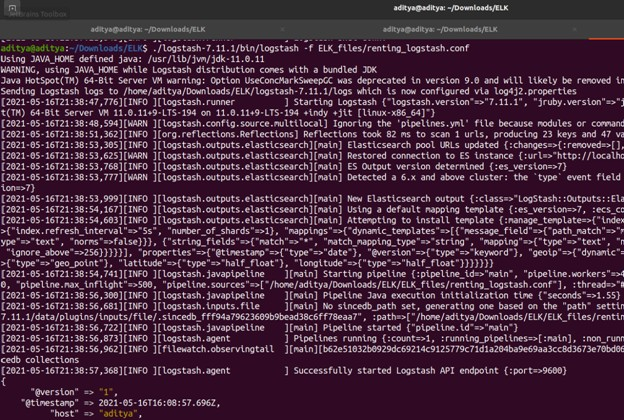 aditya@aditya: ~/Downloads/ELK
aditya@aditya: ~/Downloads/ELK
aditya@aditya: ~/Downloads/ELK
aditya@aditya:~/Downloads/ELK$ ./logstash-7.11.1/bin/logstash -f ELK_files/renting_logstash.conf
Using JAVA_HOME defined java: /usr/lib/jvm/jdk-11.0.11
WARNING, using JAVA_HOME while Logstash distribution comes with a bundled JDK
Java HotSpot(TM) 64-Bit Server VM warning: Option UseConcMarkSweepGC was deprecated in version 9.0 and will likely be removed in
Sending Logstash logs to /home/aditya/Downloads/ELK/logstash-7.11.1/logs which is now configured via log4j2.properties
[2021-05-16T21:38:47,776][INFO ][logstash.runner ] Starting Logstash {"logstash.version"=>"7.11.1", "jruby.version"=>"j
t(TM) 64-Bit Server VM 11.0.11+9-LTS-194 on 11.0.11+9-LTS-194 +indy +jit [linux-x86_64]"}
[2021-05-16T21:38:48,594][WARN ][logstash.config.source.multilocal] Ignoring the 'pipelines.yml' file because modules or command
[2021-05-16T21:38:51,362][INFO ][org.reflections.Reflections] Reflections took 82 ms to scan 1 urls, producing 23 keys and 47 va
[2021-05-16T21:38:53,305][INFO ][logstash.outputs.elasticsearch][main] Elasticsearch pool URLs updated {:changes=>{:removed=>[],
[2021-05-16T21:38:53,625][WARN ][logstash.outputs.elasticsearch][main] Restored connection to ES instance {:url=>"http://localho
[2021-05-16T21:38:53,768][INFO ][logstash.outputs.elasticsearch][main] ES Output version determined {:es_version=>7}
[2021-05-16T21:38:53,777][WARN ][logstash.outputs.elasticsearch][main] Detected a 6.x and above cluster: the `type` event field
ion=>7}
[2021-05-16T21:38:53,999][INFO ][logstash.outputs.elasticsearch][main] New Elasticsearch output {:class=>"LogStash::Outputs::Ela
[2021-05-16T21:38:54,167][INFO ][logstash.outputs.elasticsearch][main] Using a default mapping template {:es_version=>7, :ecs_co
[2021-05-16T21:38:54,603][INFO ][logstash.outputs.elasticsearch][main] Attempting to install template {:manage_template=>{"index
>{"index.refresh_interval"=>"5s", "number_of_shards"=>1}, "mappings"=>{"dynamic_templates"=>[{"message_field"=>{"path_match"=>"m
ype"=>"text", "norms"=>false}}}, {"string_fields"=>{"match"=>"*", "match_mapping_type"=>"string", "mapping"=>{"type"=>"text", "n
"ignore_above"=>256}}}}}], "properties"=>{"@timestamp"=>{"type"=>"date"}, "@version"=>{"type"=>"keyword"}, "geoip"=>{"dynamic"=>
{"type"=>"geo_point"}, "latitude"=>{"type"=>"half_float"}, "longitude"=>{"type"=>"half_float"}}}}}}}
[2021-05-16T21:38:54,741][INFO ][logstash.javapipeline ][main] Starting pipeline {:pipeline_id=>"main", "pipeline.workers"=>4
0, "pipeline.max_inflight"=>500, "pipeline.sources"=>["/home/aditya/Downloads/ELK/ELK_files/renting_logstash.conf"], :thread=>"#
[2021-05-16T21:38:56,300][INFO ][logstash.javapipeline ][main] Pipeline Java execution initialization time {"seconds"=>1.55}
[2021-05-16T21:38:56,681][INFO ][logstash.inputs.file ][main] No sincedb_path set, generating one based on the "path" settin
7.11.1/data/plugins/inputs/file/.sincedb_fff94a79623609b9bead38c6ff78eaa7", :path=>["/home/aditya/Downloads/ELK/ELK_files/rentin
[2021-05-16T21:38:56,722][INFO ][logstash.javapipeline ][main] Pipeline started {"pipeline.id"=>"main"}
[2021-05-16T21:38:56,873][INFO ][logstash.agent ] Pipelines running {:count=>1, :running_pipelines=>[:main], :non_runn
[2021-05-16T21:38:56,962][INFO ][filewatch.observingtail ][main][b62e51032b0929dc69214c9125779c71d1a204ba9e69aa3cc8d3673e70bd06
cedb collections
[2021-05-16T21:38:57,368][INFO ][logstash.agent ] Successfully started Logstash API endpoint {:port=>9600}
{
"@version" => "1",
"@timestamp" => 2021-05-16T16:08:57.696Z,
"host" => "aditya",